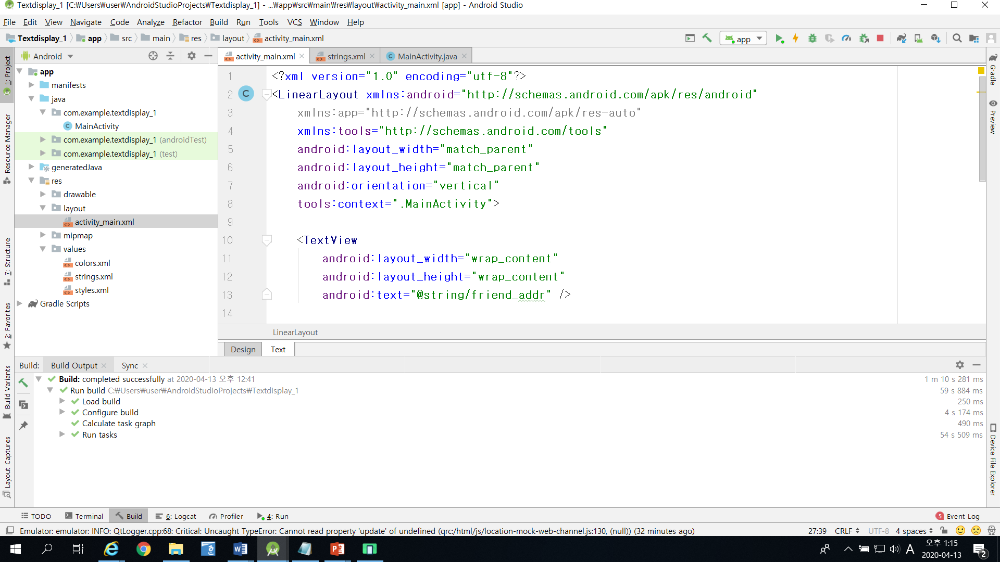 Textdisplay_1 [C:₩Users₩user₩AndroidStudioProjects₩Textdisplay_1] - ...₩app₩src₩main₩res₩layout₩activity_main.xml [app] - Android Studio
File Edit View Navigate Code Analyze Refactor Build Run Tools VCS Window Help
Textdisplay_1 app src main res layout activity_main.xml app
Android
activity_main.xml strings.xml MainActivity.java
1: Project
Resource Manager
7: Structure
2: Favorites
Build Variants
Layout Captures
app
manifests
java
com.example.textdisplay_1
MainActivity
com.example.textdisplay_1 (androidTest)
com.example.textdisplay_1 (test)
generatedJava
res
drawable
layout
activity_main.xml
mipmap
values
colors.xml
strings.xml
styles.xml
Gradle Scripts
1 <?xml version="1.0" encoding="utf-8"?>
2 C <LinearLayout xmlns:android="http://schemas.android.com/apk/res/android"
3 xmlns:app="http://schemas.android.com/apk/res-auto"
4 xmlns:tools="http://schemas.android.com/tools"
5 android:layout_width="match_parent"
6 android:layout_height="match_parent"
7 android:orientation="vertical"
8 tools:context=".MainActivity">
9
10 <TextView
11 android:layout_width="wrap_content"
12 android:layout_height="wrap_content"
13 android:text="@string/friend_addr" />
14
LinearLayout
Design Text
Gradle
Preview
Device File Explorer
Build: Build Output Sync
Build: completed successfully at 2020-04-13 오후 12:41 1 m 10 s 281 ms
Run build C:₩Users₩user₩AndroidStudioProjects₩Textdisplay_1 59 s 884 ms
Load build 250 ms
Configure build 4 s 174 ms
Calculate task graph 490 ms
Run tasks 54 s 509 ms
TODO Terminal Build 6: Logcat Profiler 4: Run 5 Event Log
Emulator: emulator: INFO: QtLogger.cpp:68: Critical: Uncaught TypeError: Cannot read property 'update' of undefined (qrc:/html/js/location-mock-web-channel.js:130, (null)) (32 minutes ago) 27:39 CRLF UTF-8 4 spaces
A 오후 1:15
2020-04-13 2